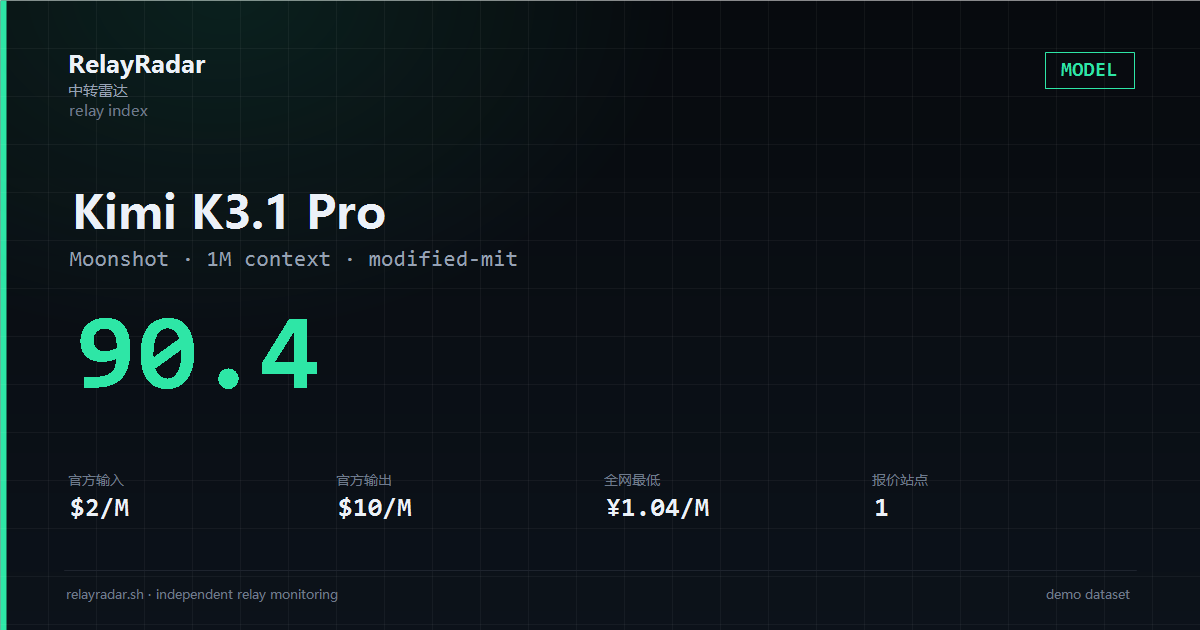 RelayRadar
中转雷达
relay index
MODEL
Kimi K3.1 Pro
Moonshot · 1M context · modified-mit
90.4
官方输入
$2/M
官方输出
$10/M
全网最低
¥1.04/M
报价站点
1
relayradar.sh · independent relay monitoring
demo dataset